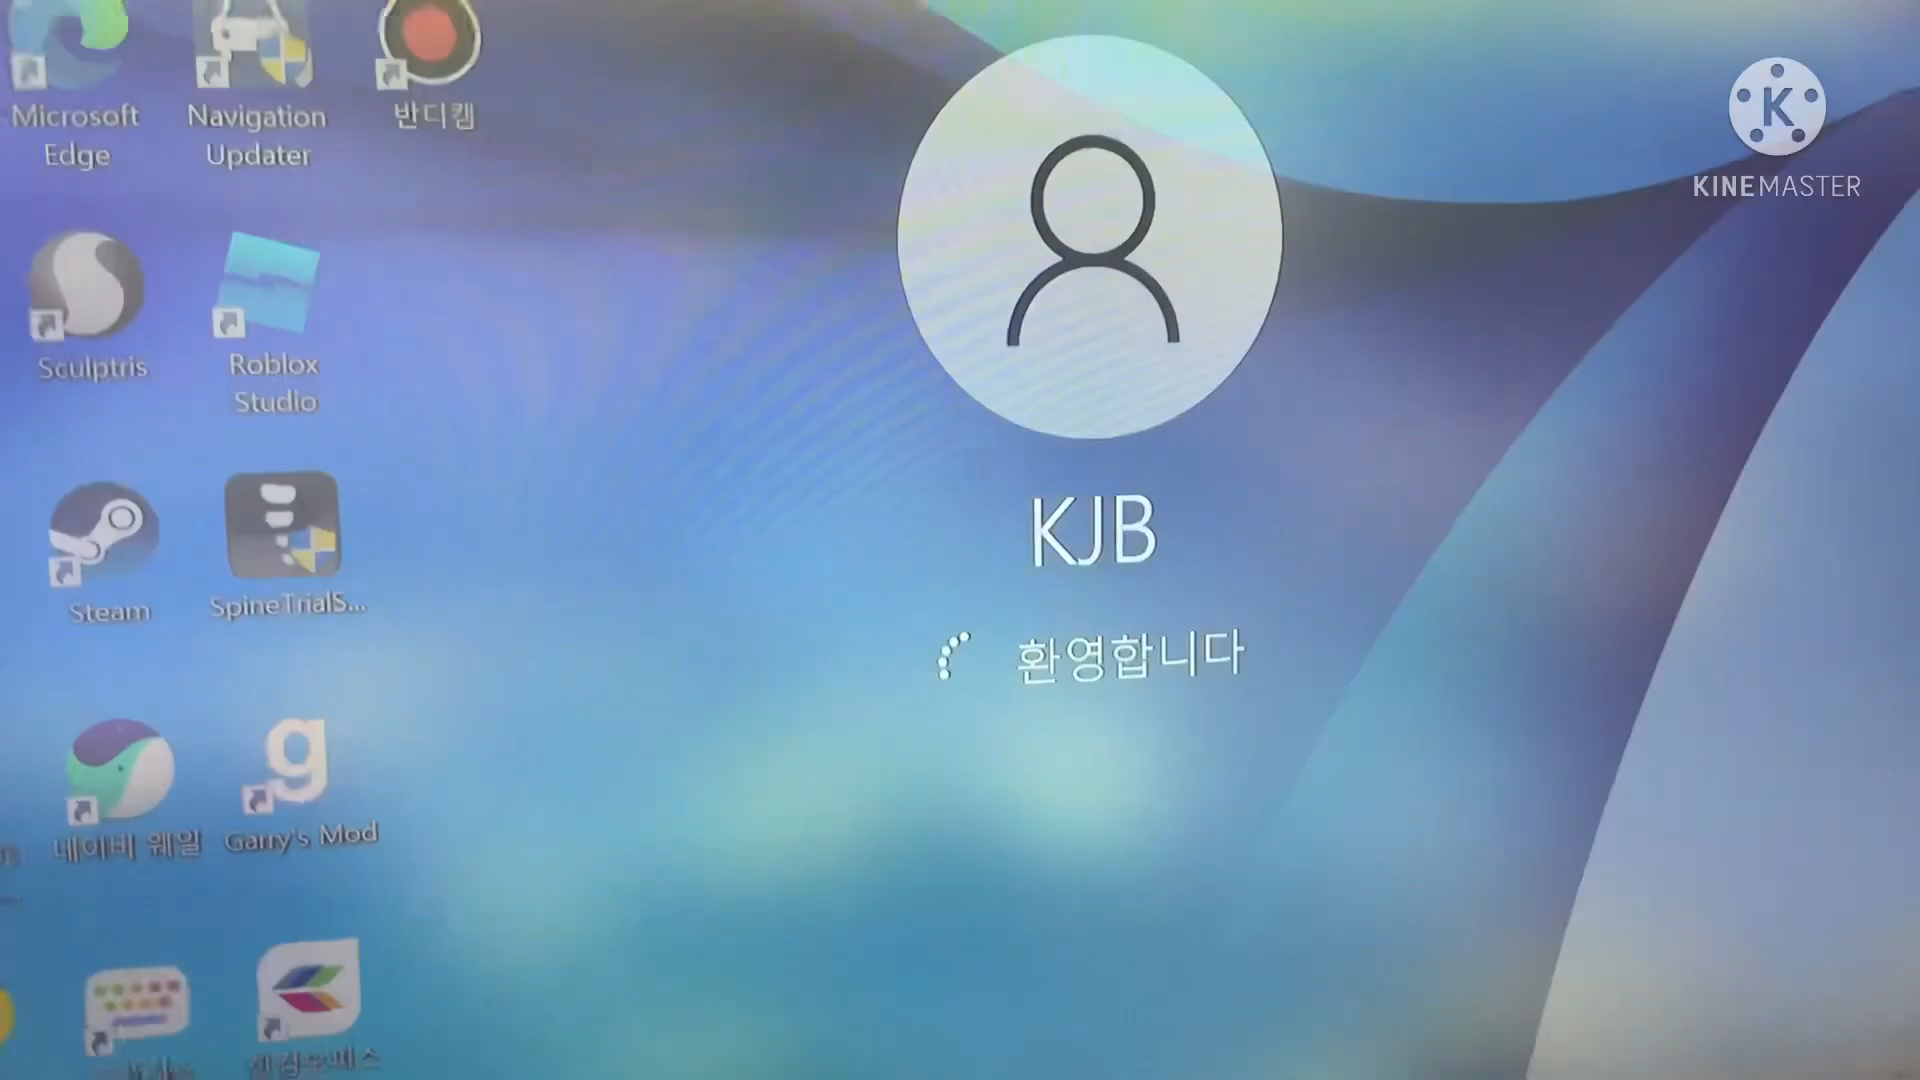 Microsoft
Edge
Navigation
Updater
반디캠
KINEMASTER
Sculptris
Roblox
Studio
KJB
Steam
SpineTrialS...
환영합니다
네이버 웨일
Garry's Mod